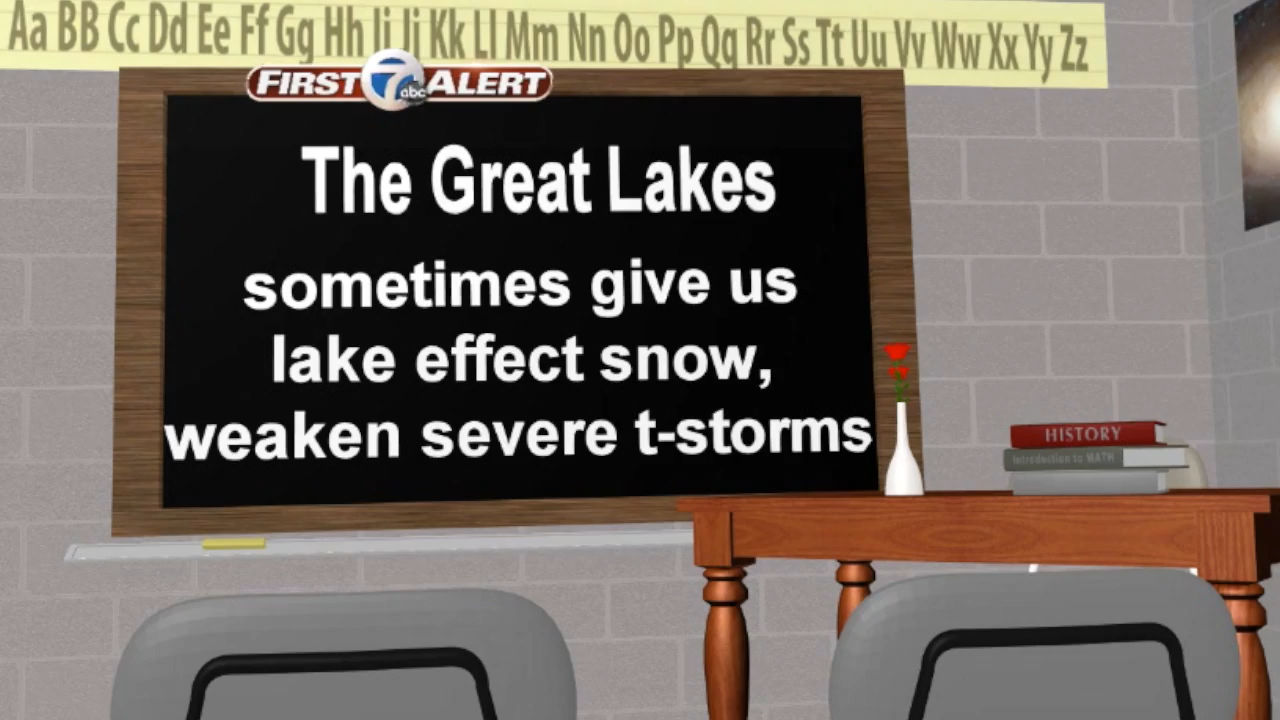 Aa BB Cc Dd Ee Ff Gg Hh Ii Jj Kk Ll Mm Nn Oo Pp Qq Rr Ss Tt Uu Vv Ww Xx Yy Zz
FIRST 7 abc ALERT
The Great Lakes
sometimes give us
lake effect snow,
weaken severe t-storms
HISTORY
Introduction to MATH